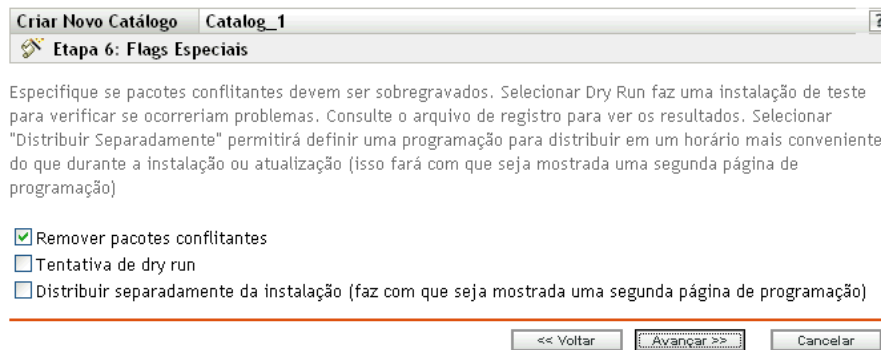 Criar Novo Catálogo Catalog_1 ?
Etapa 6: Flags Especiais
Especifique se pacotes conflitantes devem ser sobregravados. Selecionar Dry Run faz uma instalação de teste
para verificar se ocorreriam problemas. Consulte o arquivo de registro para ver os resultados. Selecionar
"Distribuir Separadamente" permitirá definir uma programação para distribuir em um horário mais conveniente
do que durante a instalação ou atualização (isso fará com que seja mostrada uma segunda página de
programação)
Remover pacotes conflitantes
Tentativa de dry run
Distribuir separadamente da instalação (faz com que seja mostrada uma segunda página de programação)
<< Voltar Avançar >> Cancelar